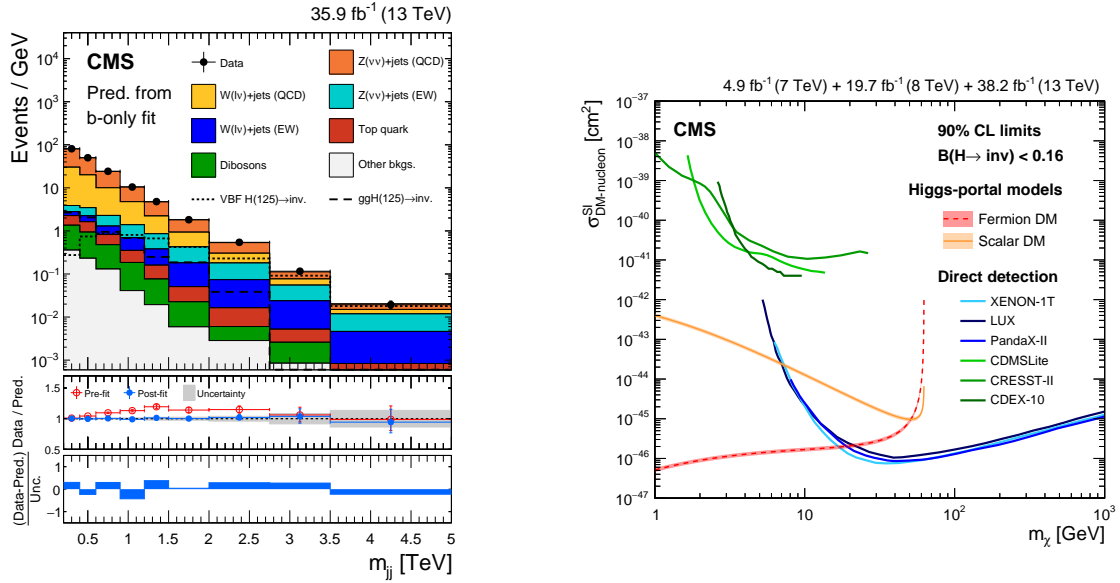 35.9 fb⁻¹ (13 TeV)
CMS
Pred. from
b-only fit
Data
Z(νν)+jets (QCD)
W(lν)+jets (QCD)
Z(νν)+jets (EW)
W(lν)+jets (EW)
Top quark
Dibosons
Other bkgs.
VBF H(125)→inv.
ggH(125)→inv.
Events / GeV
10⁴
10³
10²
10
1
10⁻¹
10⁻²
10⁻³
Pre-fit
Post-fit
Uncertainty
Data / Pred.
1.5
1
0.5
(Data-Pred.)
Unc.
1
0
−1
0.5 1 1.5 2 2.5 3 3.5 4 4.5 5
m_jj [TeV]
4.9 fb⁻¹ (7 TeV) + 19.7 fb⁻¹ (8 TeV) + 38.2 fb⁻¹ (13 TeV)
CMS
90% CL limits
B(H→ inv) < 0.16
Higgs-portal models
Fermion DM
Scalar DM
Direct detection
XENON-1T
LUX
PandaX-II
CDMSLite
CRESST-II
CDEX-10
σ^SI_DM-nucleon [cm²]
10⁻³⁷
10⁻³⁸
10⁻³⁹
10⁻⁴⁰
10⁻⁴¹
10⁻⁴²
10⁻⁴³
10⁻⁴⁴
10⁻⁴⁵
10⁻⁴⁶
10⁻⁴⁷
1 10 10² 10³
m_χ [GeV]